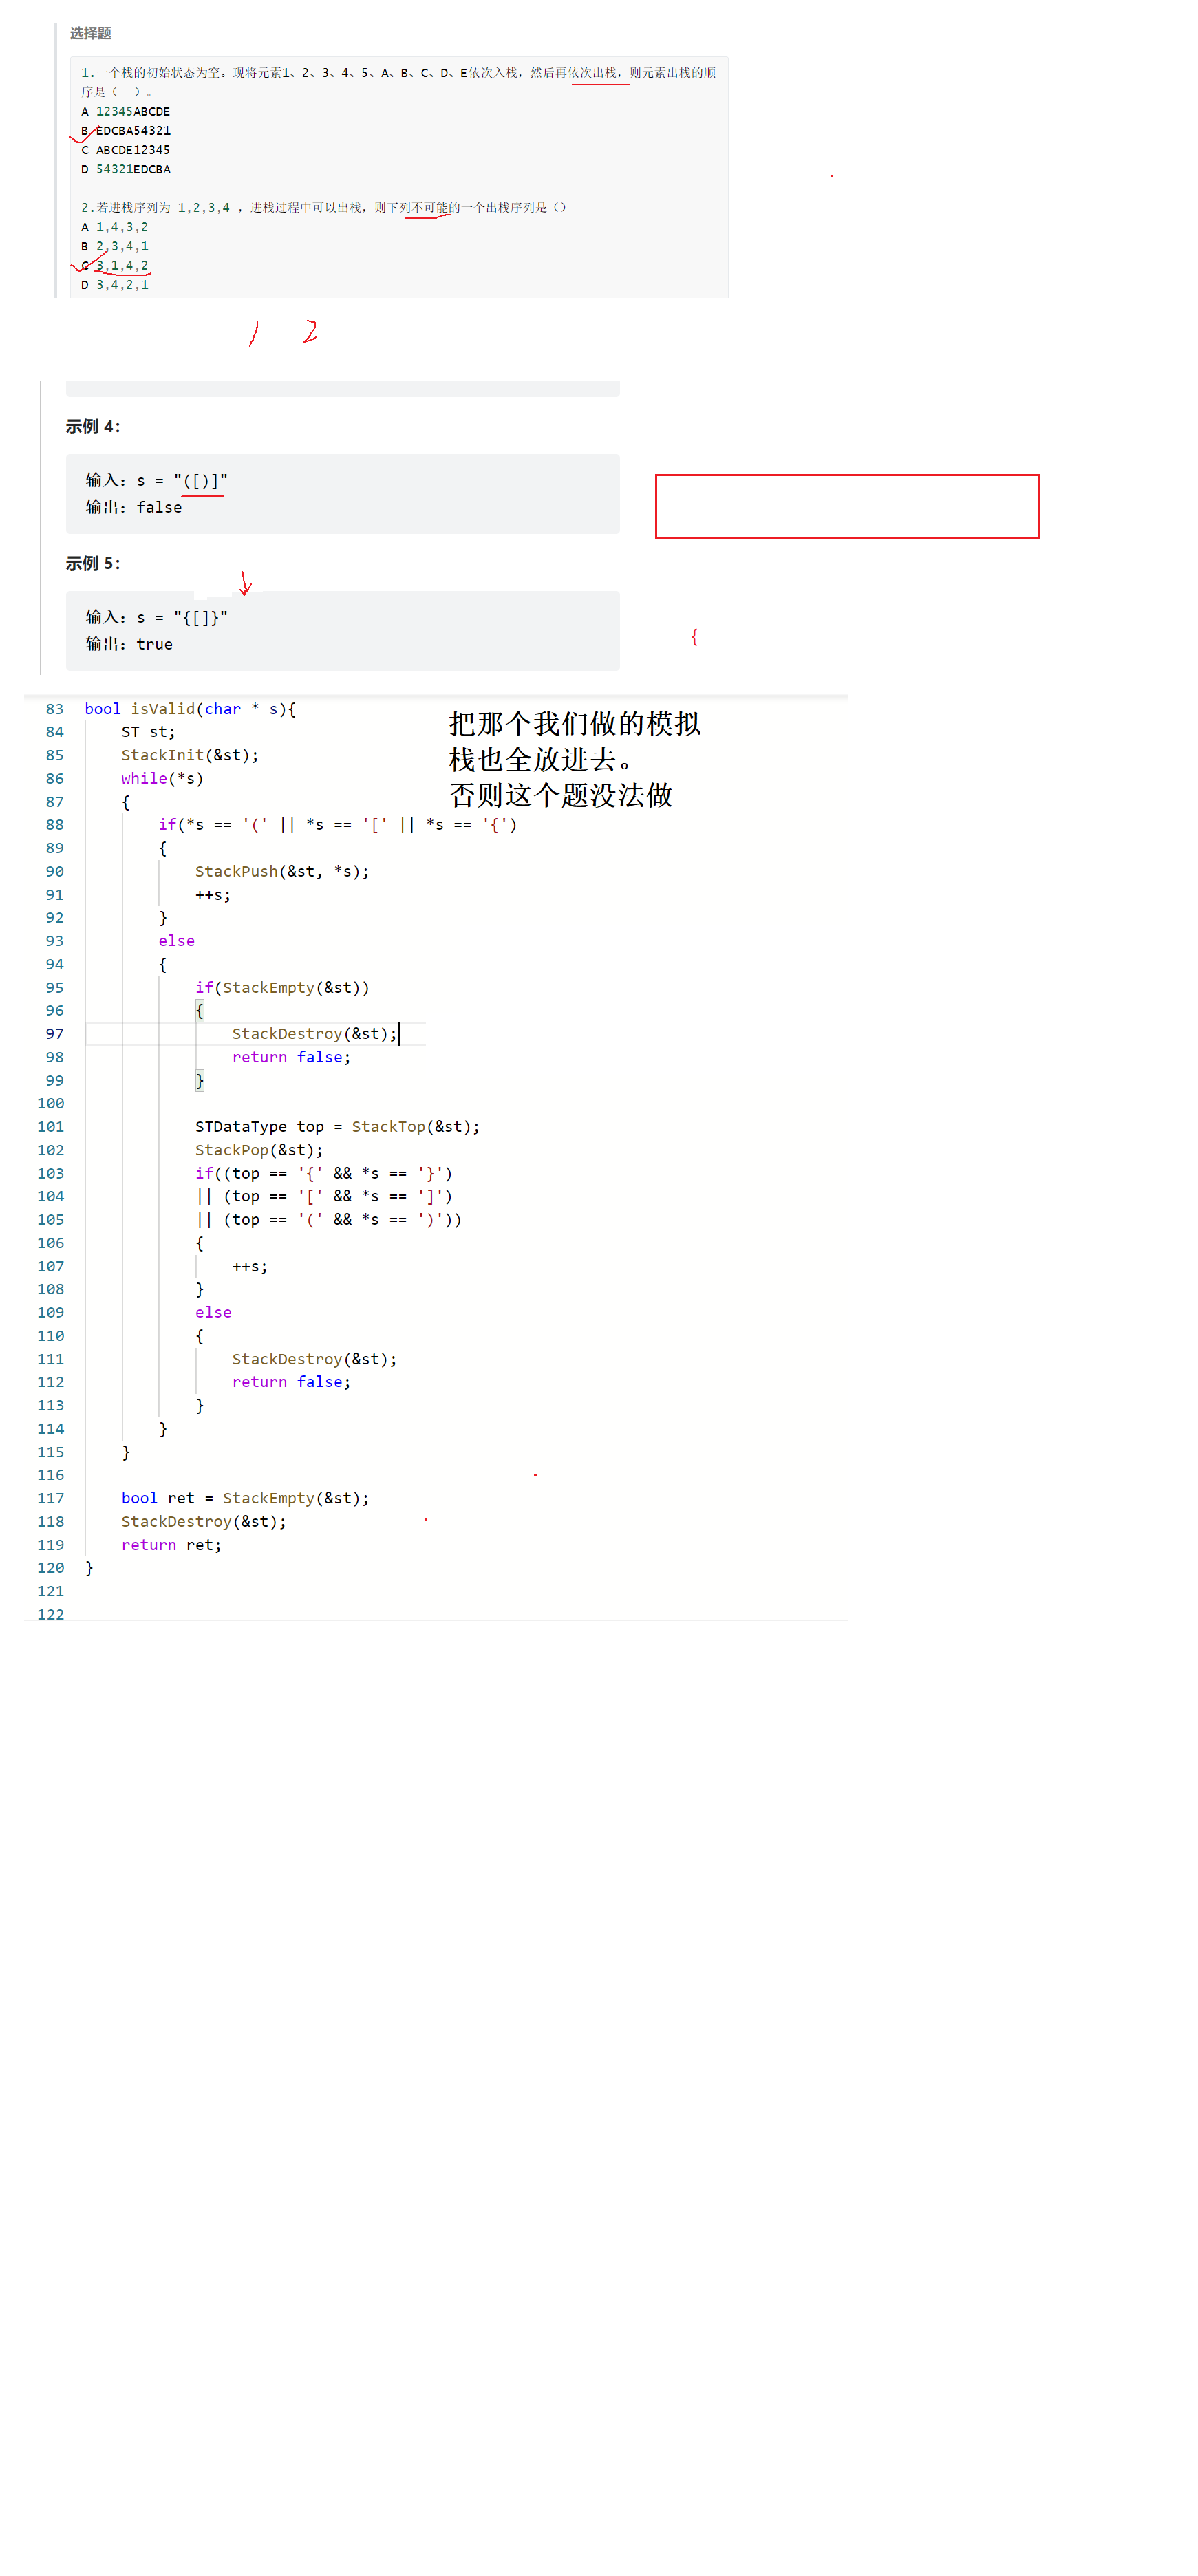 选择题
1.一个栈的初始状态为空。现将元素1、2、3、4、5、A、B、C、D、E依次入栈，然后再依次出栈，则元素出栈的顺
序是（ ）。
A 12345ABCDE
B EDCBA54321
C ABCDE12345
D 54321EDCBA
2.若进栈序列为 1,2,3,4 ，进栈过程中可以出栈，则下列不可能的一个出栈序列是（）
A 1,4,3,2
B 2,3,4,1
C 3,1,4,2
D 3,4,2,1
1 2
示例 4：
输入：s = "([)]"
输出：false
示例 5：
输入：s = "{[]}"
输出：true
{
把那个我们做的模拟
栈也全放进去。
否则这个题没法做
83 bool isValid(char * s){
84 ST st;
85 StackInit(&st);
86 while(*s)
87 {
88 if(*s == '(' || *s == '[' || *s == '{')
89 {
90 StackPush(&st, *s);
91 ++s;
92 }
93 else
94 {
95 if(StackEmpty(&st))
96 {
97 StackDestroy(&st);
98 return false;
99 }
100
101 STDataType top = StackTop(&st);
102 StackPop(&st);
103 if((top == '{' && *s == '}')
104 || (top == '[' && *s == ']')
105 || (top == '(' && *s == ')'))
106 {
107 ++s;
108 }
109 else
110 {
111 StackDestroy(&st);
112 return false;
113 }
114 }
115 }
116
117 bool ret = StackEmpty(&st);
118 StackDestroy(&st);
119 return ret;
120 }
121
122